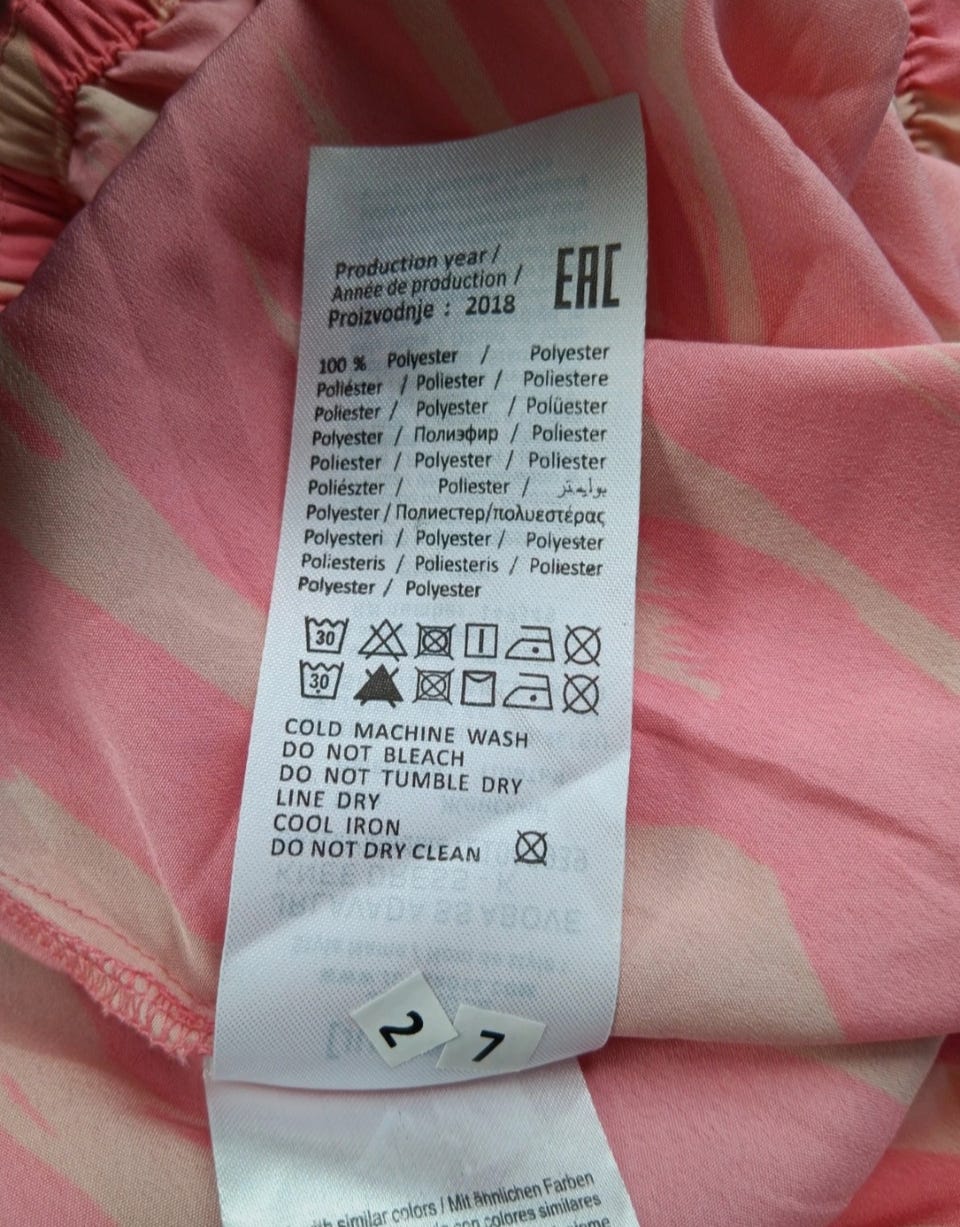 Production year /
Année de production /
Proizvodnje : 2018
EAC
100 % Polyester / Polyester
Poliéster / Poliester / Poliestere
Poliester / Polyester / Polüester
Polyester / Полиэфир / Poliester
Poliester / Polyester / Poliester
Poliészter / Poliester / بوليستر
Polyester / Полиестер/πολυεστέρας
Polyesteri / Polyester / Polyester
Poliesteris / Poliesteris / Poliester
Polyester / Polyester
30
30
COLD MACHINE WASH
DO NOT BLEACH
DO NOT TUMBLE DRY
LINE DRY
COOL IRON
DO NOT DRY CLEAN
2 7
similar colors / Mit ähnlichen Farben
con colores similares